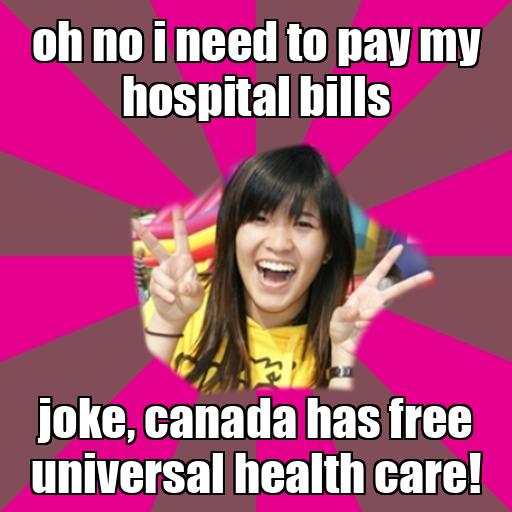 oh no i need to pay my
hospital bills
joke, canada has free
universal health care!